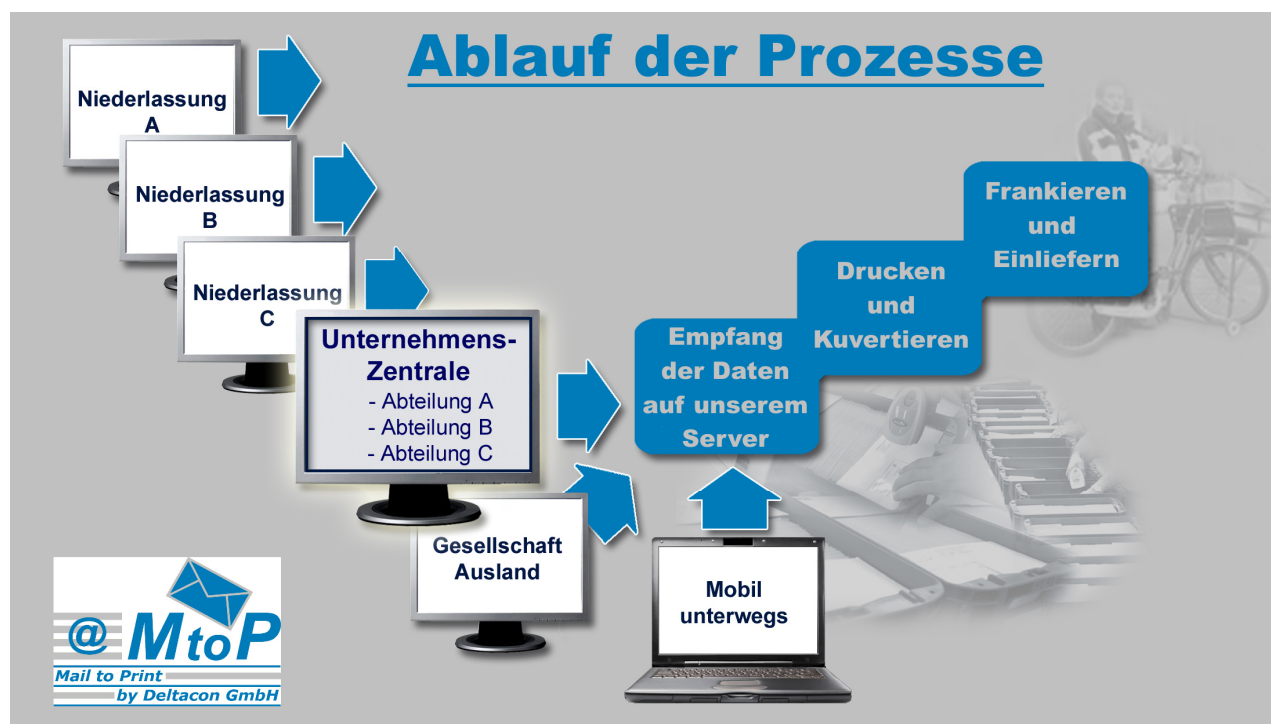 Ablauf der Prozesse
Niederlassung
A
Niederlassung
B
Niederlassung
C
Unternehmens-
Zentrale
- Abteilung A
- Abteilung B
- Abteilung C
Gesellschaft
Ausland
Mobil
unterwegs
Empfang
der Daten
auf unserem
Server
Drucken
und
Kuvertieren
Frankieren
und
Einliefern
@ MtoP
Mail to Print
by Deltacon GmbH